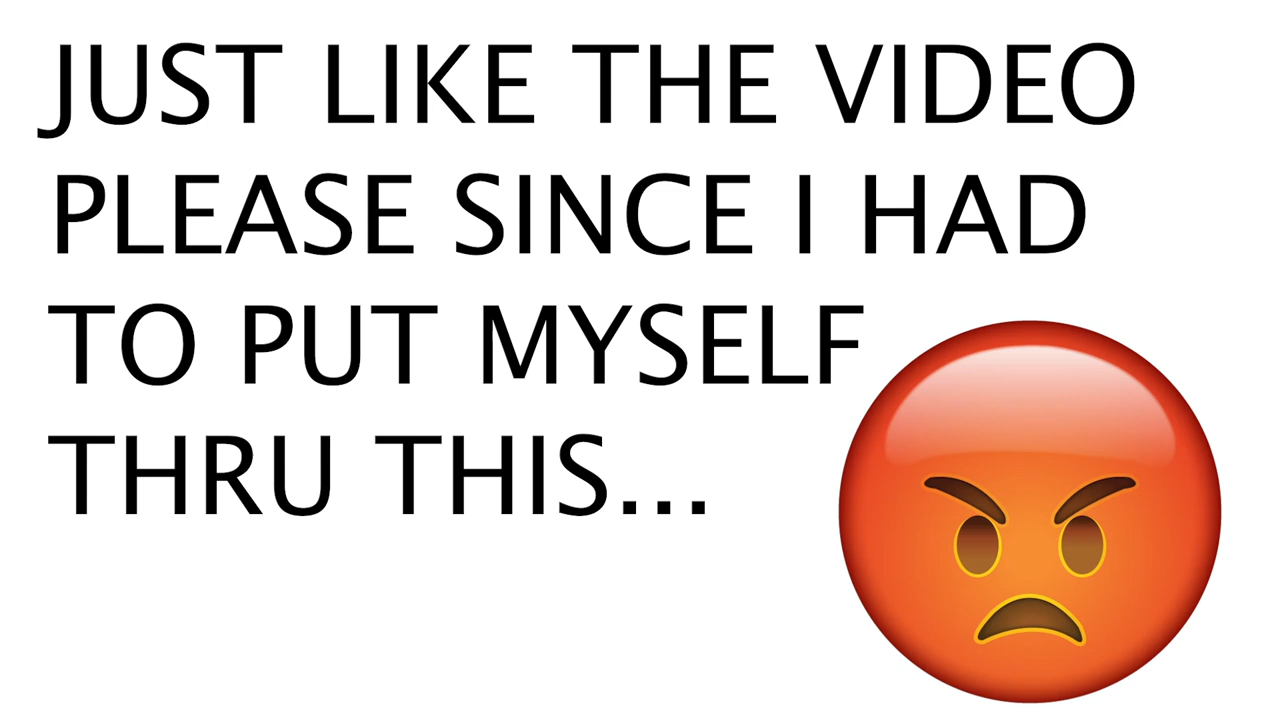 JUST LIKE THE VIDEO
PLEASE SINCE I HAD
TO PUT MYSELF
THRU THIS...